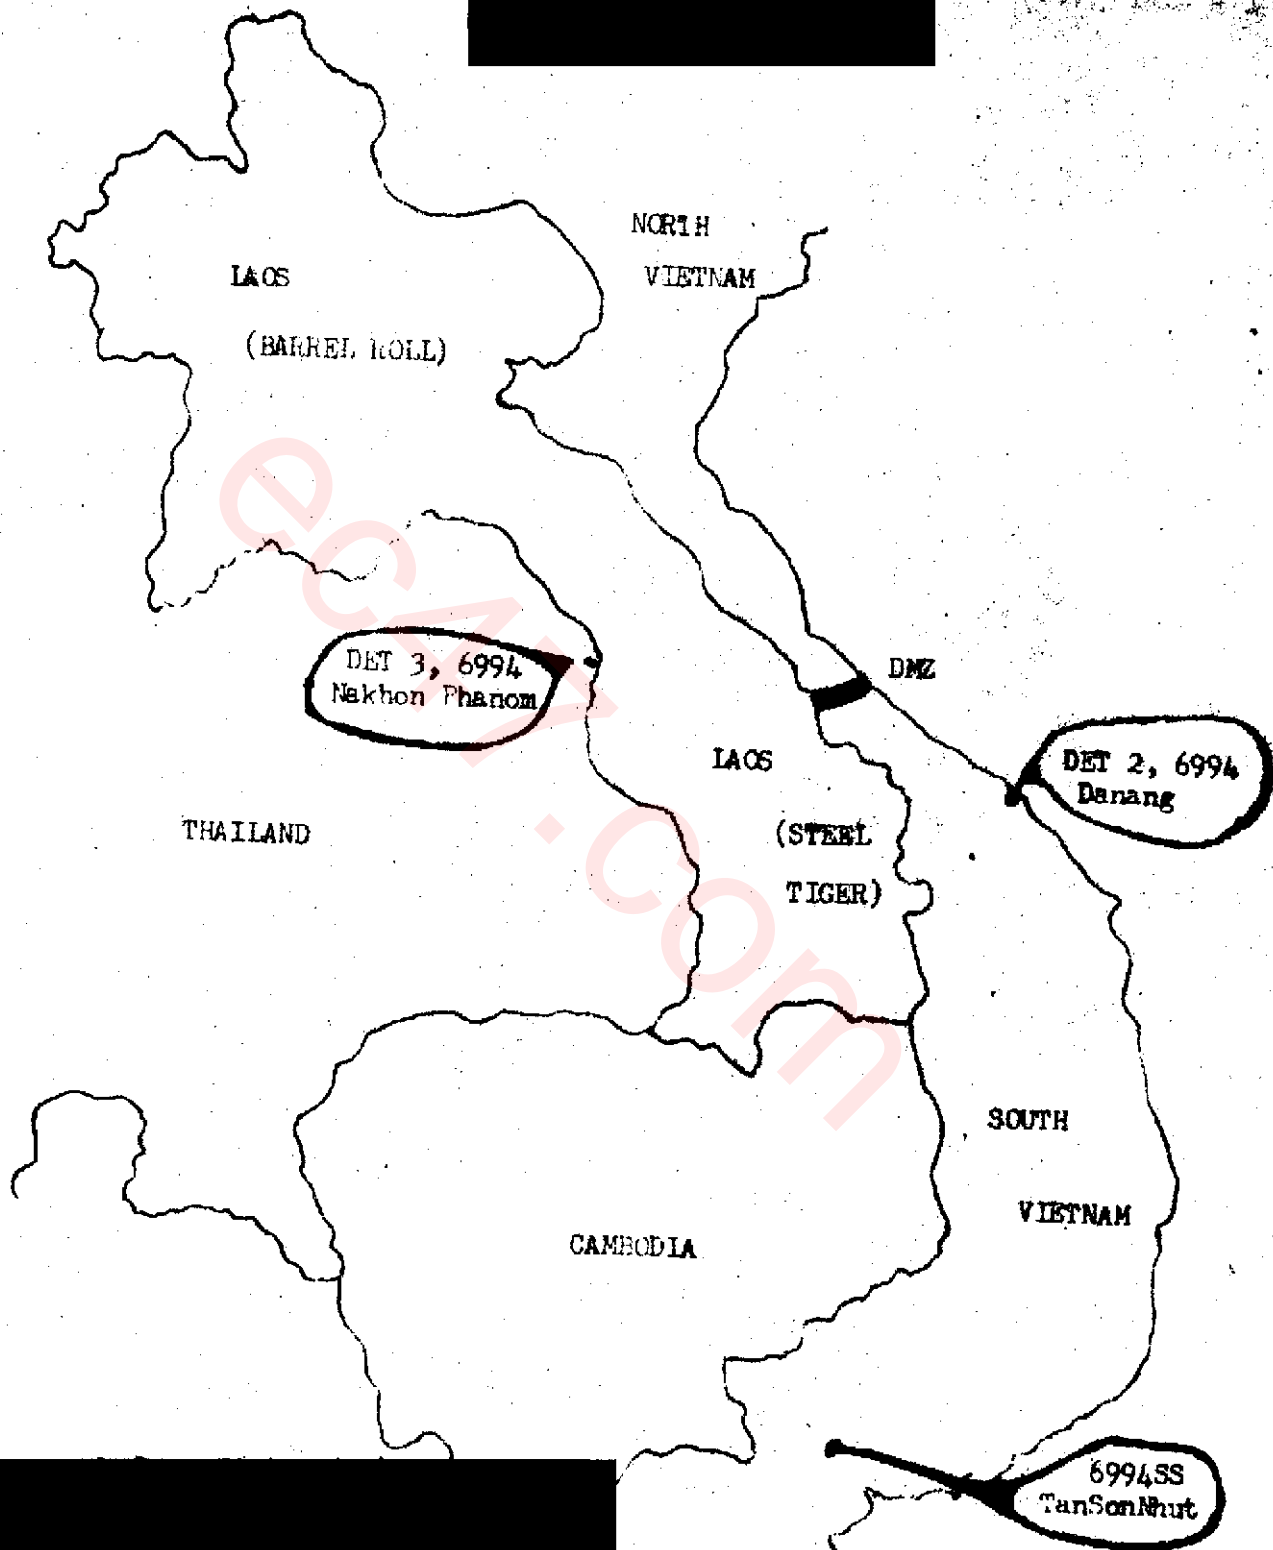 NORTH
VIETNAM
LAOS
(BARREL ROLL)
DET 3, 6994
Nakhon Phanom
DMZ
LAOS
(STEEL
TIGER)
DET 2, 6994
Danang
THAILAND
SOUTH
VIETNAM
CAMBODIA
6994SS
TanSonNhut
ec47.com